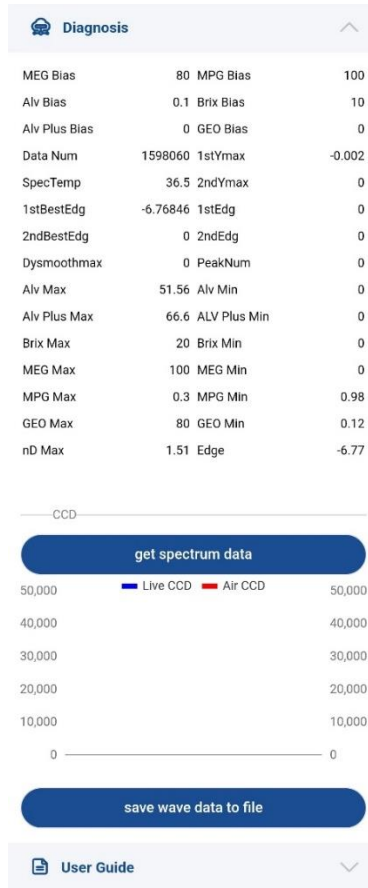 Diagnosis
MEG Bias 80 MPG Bias 100
Alv Bias 0.1 Brix Bias 10
Alv Plus Bias 0 GEO Bias 0
Data Num 1598060 1stYmax -0.002
SpecTemp 36.5 2ndYmax 0
1stBestEdg -6.76846 1stEdg 0
2ndBestEdg 0 2ndEdg 0
Dysmoothmax 0 PeakNum 0
Alv Max 51.56 Alv Min 0
Alv Plus Max 66.6 ALV Plus Min 0
Brix Max 20 Brix Min 0
MEG Max 100 MEG Min 0
MPG Max 0.3 MPG Min 0.98
GEO Max 80 GEO Min 0.12
nD Max 1.51 Edge -6.77
CCD
get spectrum data
Live CCD Air CCD
50,000 50,000
40,000 40,000
30,000 30,000
20,000 20,000
10,000 10,000
0 0
save wave data to file
User Guide